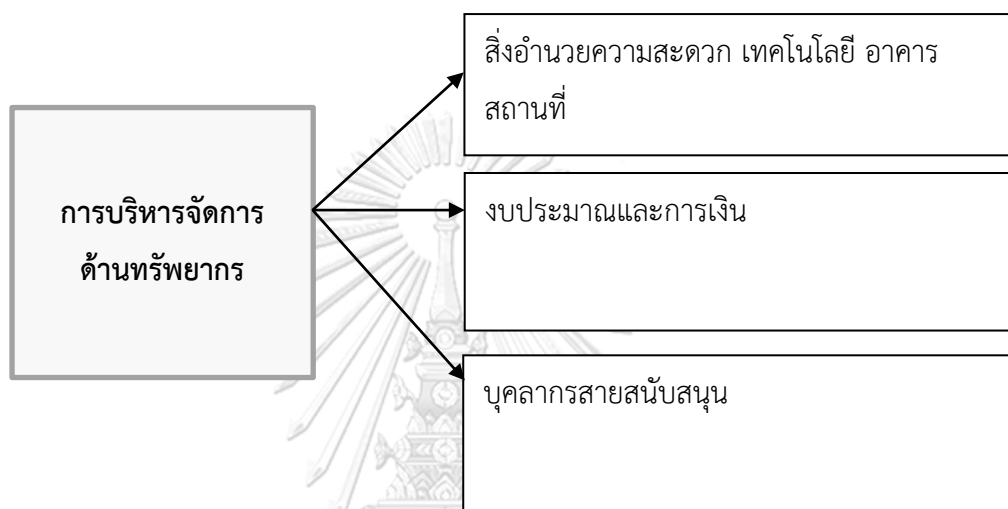 สิ่งอำนวยความสะดวก เทคโนโลยี อาคาร
สถานที่
การบริหารจัดการ
ด้านทรัพยากร
งบประมาณและการเงิน
บุคลากรสายสนับสนุน